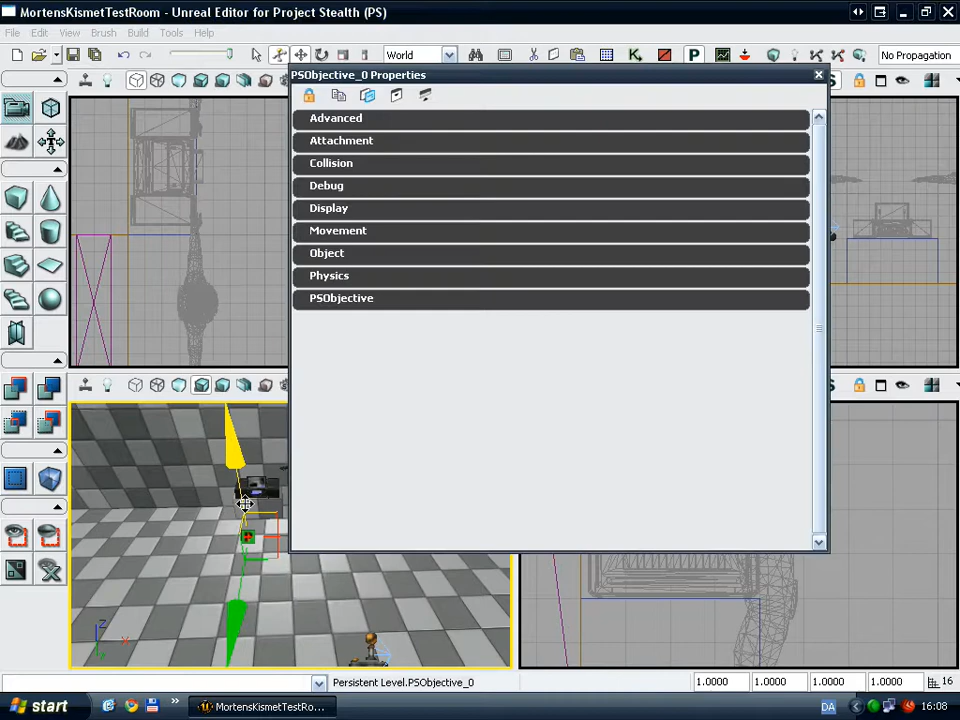 MortensKismetTestRoom - Unreal Editor for Project Stealth (PS)
File Edit View Brush Build Tools Help
World
P
No Propagation
PSObjective_0 Properties
Advanced
Attachment
Collision
Debug
Display
Movement
Object
Physics
PSObjective
Z
X
Persistent Level.PSObjective_0
1.0000 1.0000 1.0000 1.0000 16
start
MortensKismetTestRo...
DA
16:08